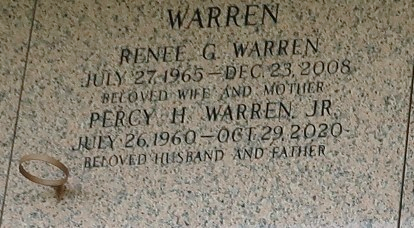 WARREN
RENEE G. WARREN
JULY 27, 1965 — DEC. 23, 2008
BELOVED WIFE AND MOTHER
PERCY H. WARREN, JR.
JULY 26, 1960 — OCT. 29, 2020
BELOVED HUSBAND AND FATHER